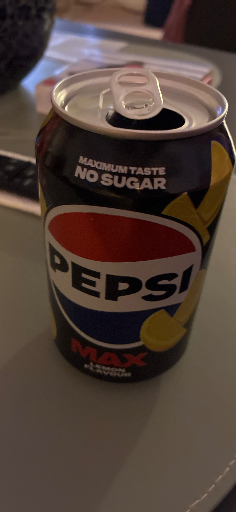 MAXIMUM TASTE
NO SUGAR
PEPSI
MAX
LEMON
FLAVOUR